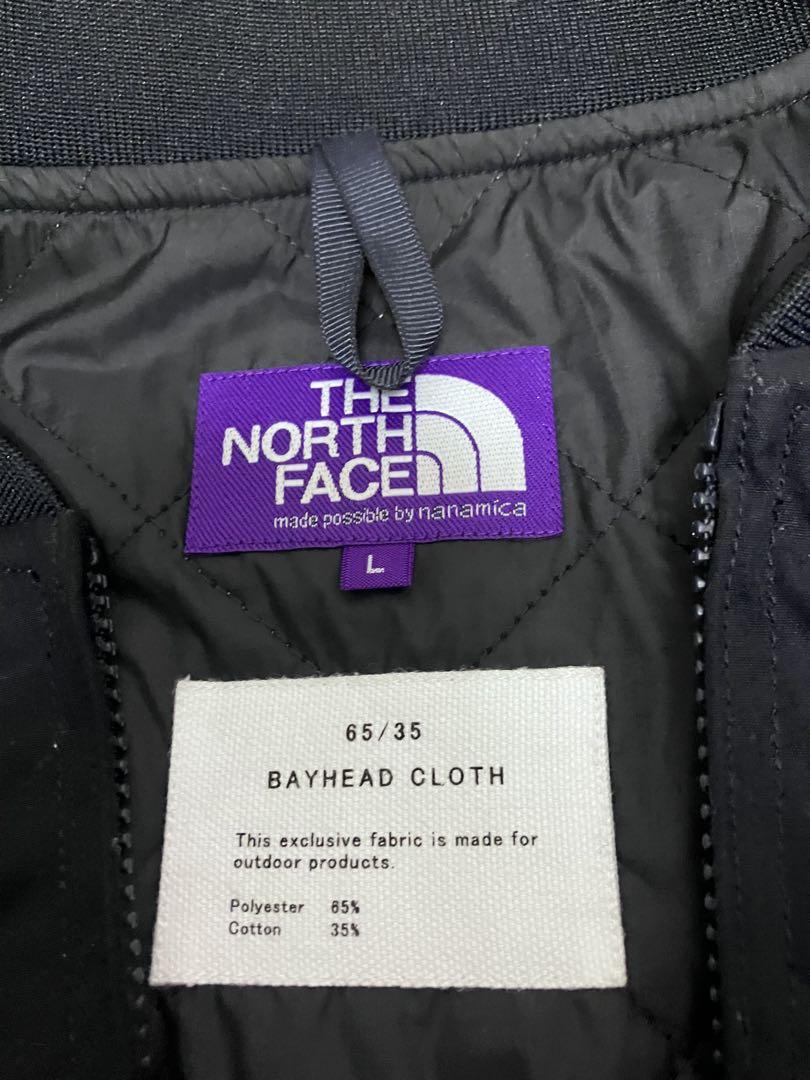 THE
NORTH
FACE
made possible by nanamica
L
65/35
BAYHEAD CLOTH
This exclusive fabric is made for
outdoor products.
Polyester 65%
Cotton 35%